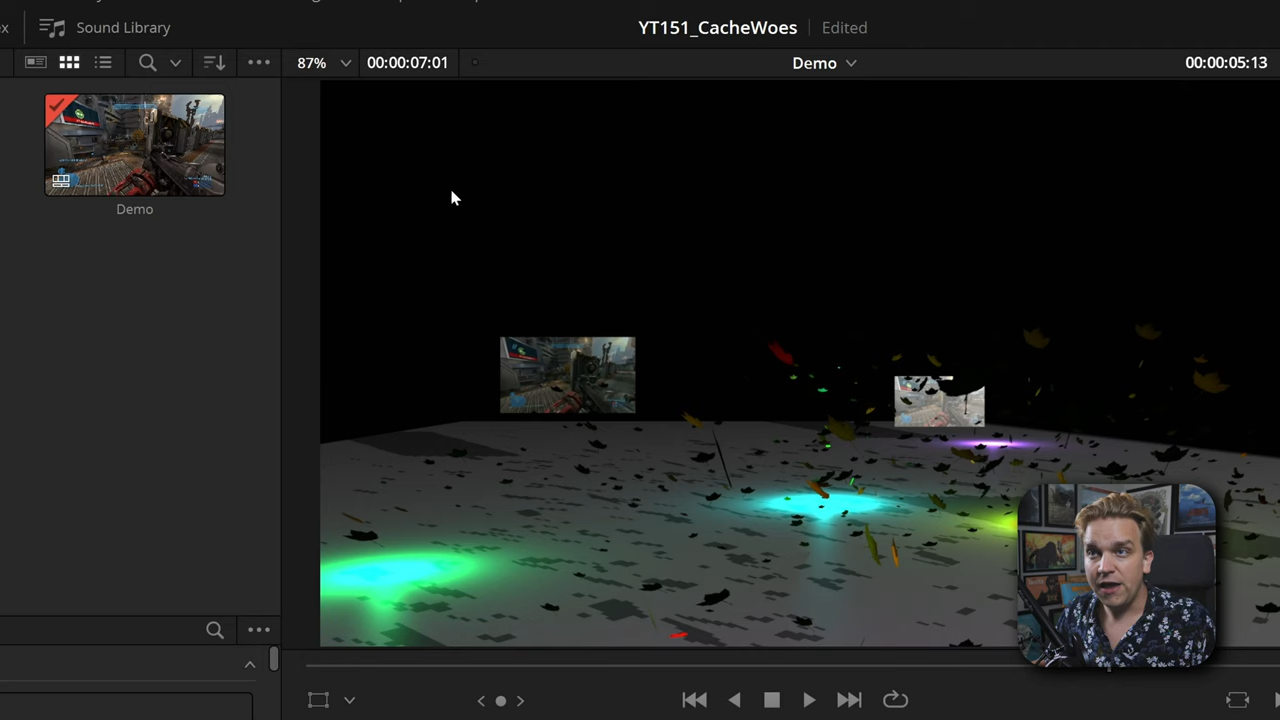 Sound Library
YT151_CacheWoes
Edited
87%
00:00:07:01
Demo
00:00:05:13
Demo